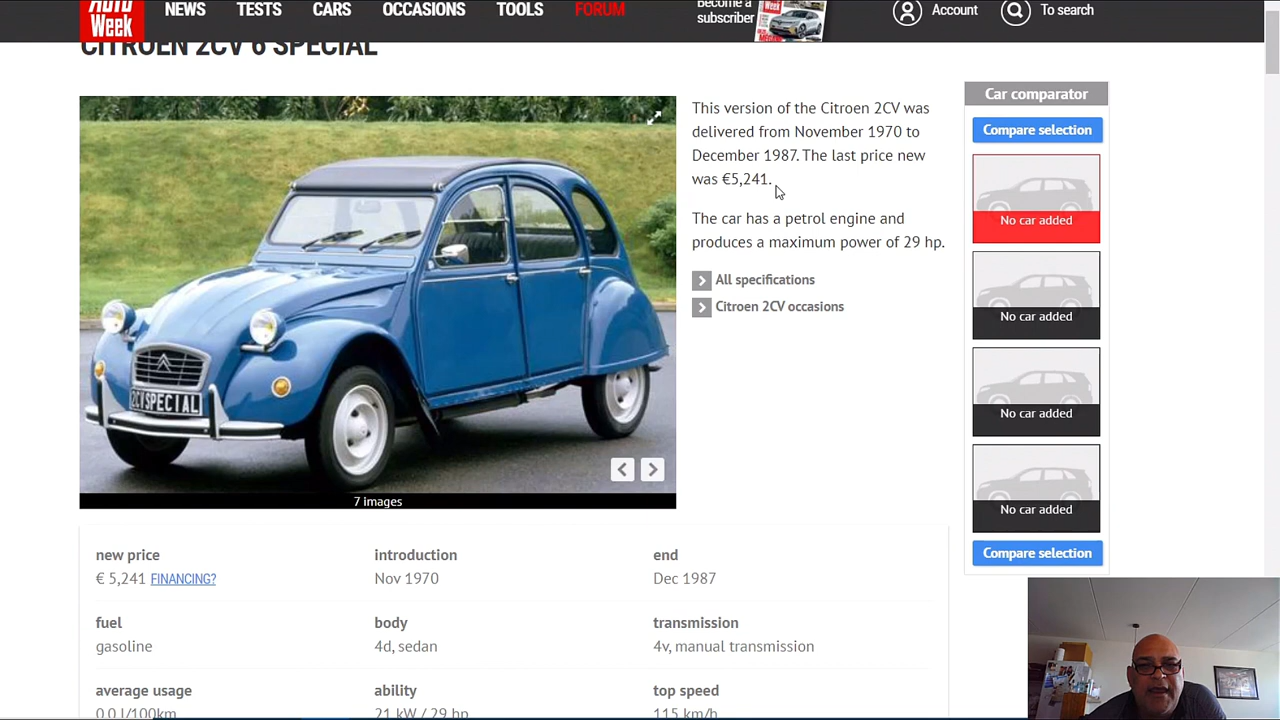 AUTO
Week
NEWS
TESTS
CARS
OCCASIONS
TOOLS
FORUM
Become a
subscriber
Account
To search
CITROEN 2CV 6 SPECIAL
2CVSPECIAL
7 images
This version of the Citroen 2CV was
delivered from November 1970 to
December 1987. The last price new
was €5,241.
The car has a petrol engine and
produces a maximum power of 29 hp.
All specifications
Citroen 2CV occasions
Car comparator
Compare selection
No car added
No car added
No car added
No car added
Compare selection
new price
introduction
end
€ 5,241 FINANCING?
Nov 1970
Dec 1987
fuel
body
transmission
gasoline
4d, sedan
4v, manual transmission
average usage
ability
top speed
0.0 l/100km
21 kW / 29 hp
115 km/h